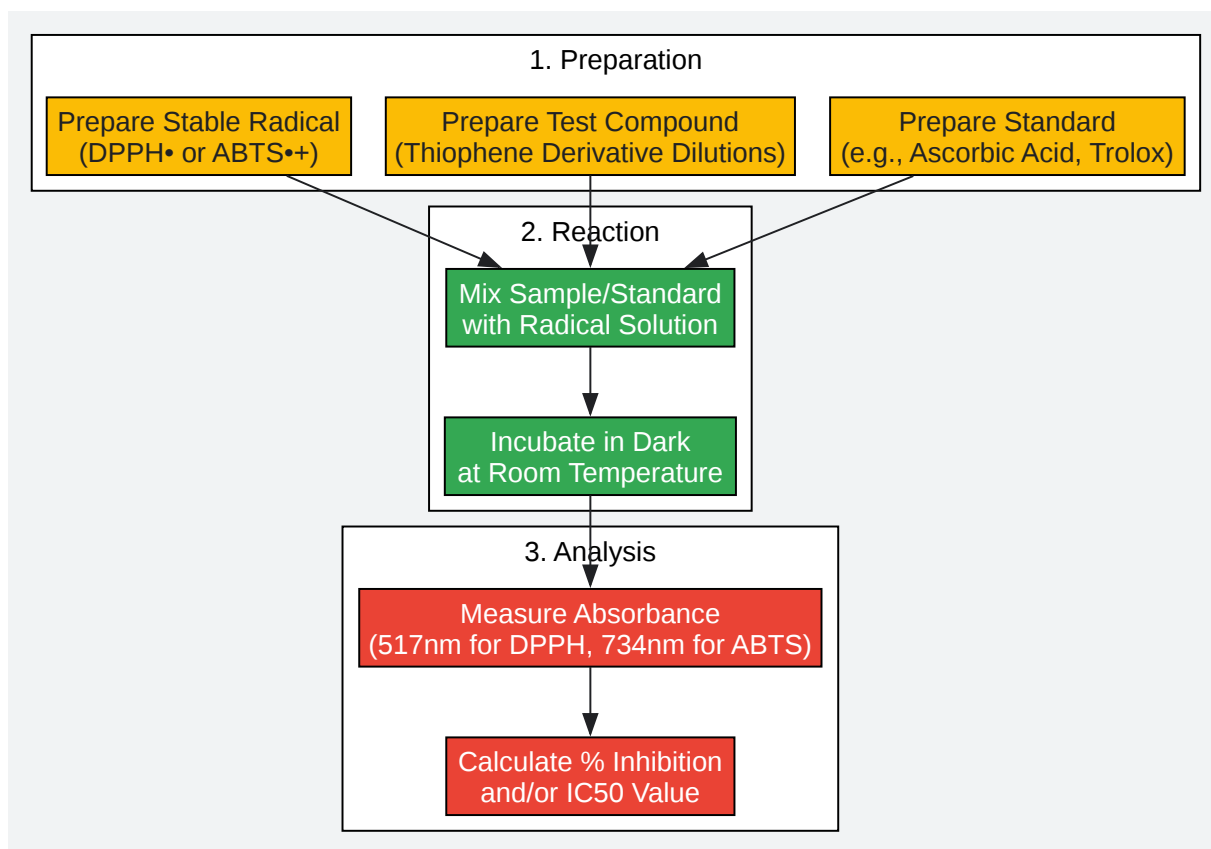 1. Preparation
Prepare Stable Radical
(DPPH• or ABTS•+)
Prepare Test Compound
(Thiophene Derivative Dilutions)
Prepare Standard
(e.g., Ascorbic Acid, Trolox)
2. Reaction
Mix Sample/Standard
with Radical Solution
Incubate in Dark
at Room Temperature
3. Analysis
Measure Absorbance
(517nm for DPPH, 734nm for ABTS)
Calculate % Inhibition
and/or IC50 Value